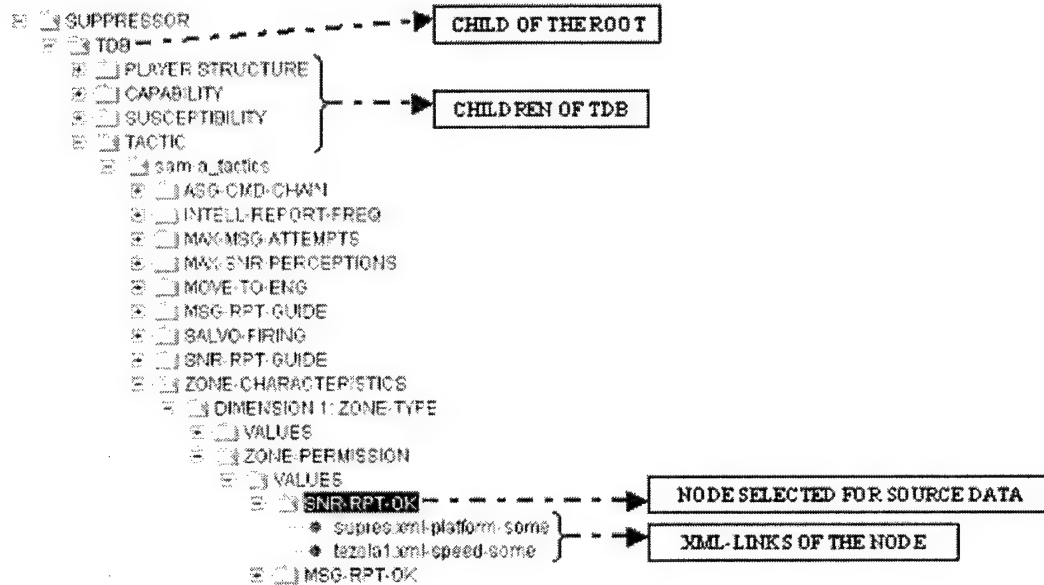 SUPPRESSOR
CHILD OF THE ROOT
TDB
PLAYER STRUCTURE
CAPABILITY
CHILDREN OF TDB
SUSCEPTIBILITY
TACTIC
sam-a_tactics
ASG-CMD-CHAIN
INTELL-REPORT-FREQ
MAX-MSG-ATTEMPTS
MAX-SNR-PERCEPTIONS
MOVE-TO-ENG
MSG-RPT-GUIDE
SALVO-FIRING
SNR-RPT-GUIDE
ZONE-CHARACTERISTICS
DIMENSION 1: ZONE-TYPE
VALUES
ZONE-PERMISSION
VALUES
SNR-RPT-OK
NODE SELECTED FOR SOURCE DATA
supres.xml-platform-some
tezela1.xml-speed-some
XML-LINKS OF THE NODE
MSG-RPT-OK